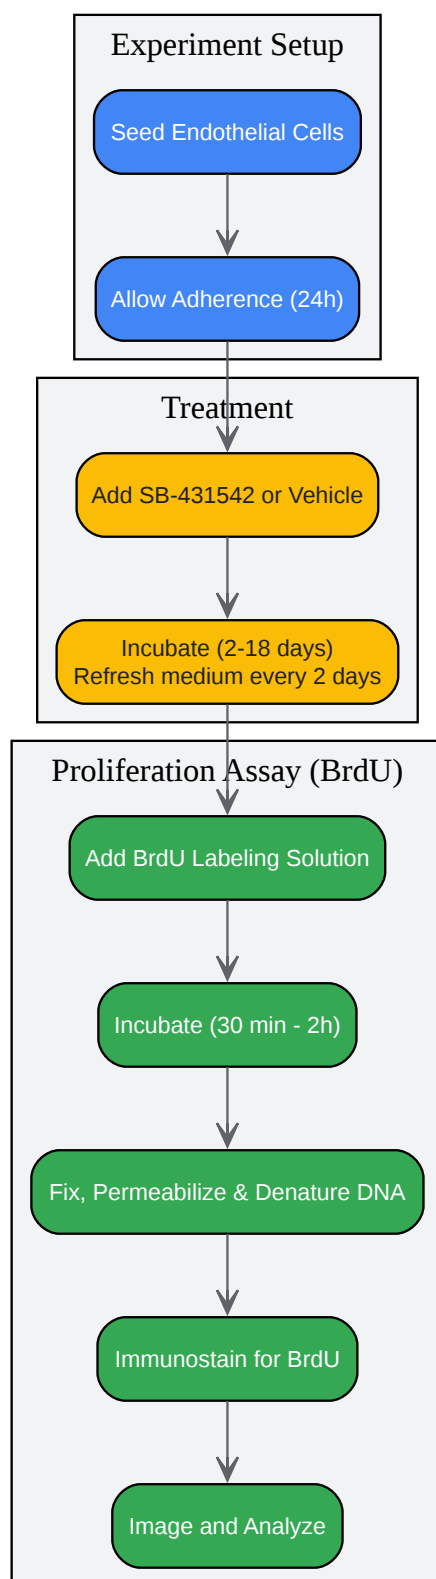 Experiment Setup
Seed Endothelial Cells
Allow Adherence (24h)
Treatment
Add SB-431542 or Vehicle
Incubate (2-18 days)
Refresh medium every 2 days
Proliferation Assay (BrdU)
Add BrdU Labeling Solution
Incubate (30 min - 2h)
Fix, Permeabilize & Denature DNA
Immunostain for BrdU
Image and Analyze